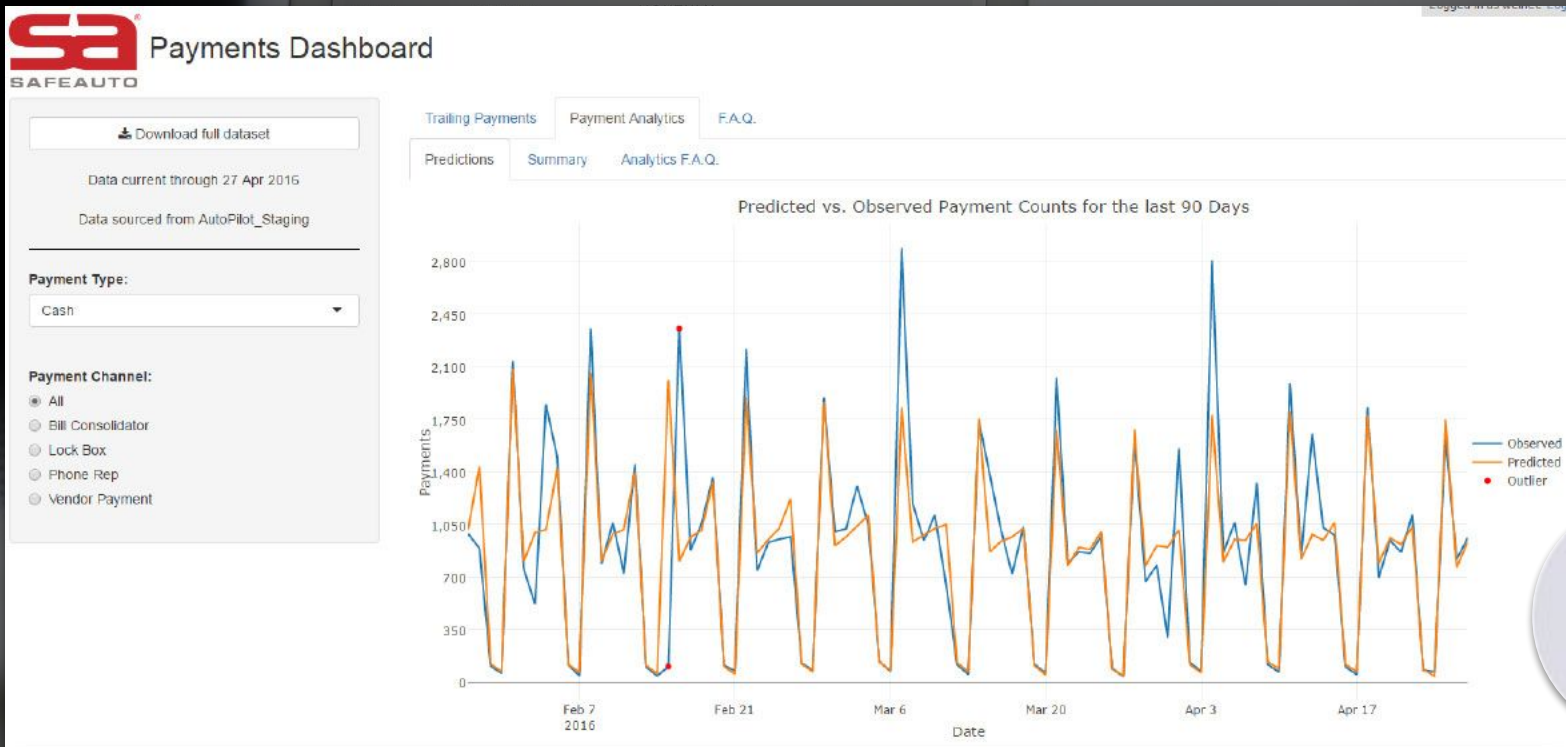 sa®
SAFEAUTO
Payments Dashboard
Download full dataset
Data current through 27 Apr 2016
Data sourced from AutoPilot_Staging
Payment Type:
Cash
Payment Channel:
All
Bill Consolidator
Lock Box
Phone Rep
Vendor Payment
Trailing Payments Payment Analytics F.A.Q.
Predictions Summary Analytics F.A.Q.
Predicted vs. Observed Payment Counts for the last 90 Days
Payments
2,800
2,450
2,100
1,750
1,400
1,050
700
350
0
Feb 7 Feb 21 Mar 6 Mar 20 Apr 3 Apr 17
2016
Date
Observed
Predicted
Outlier